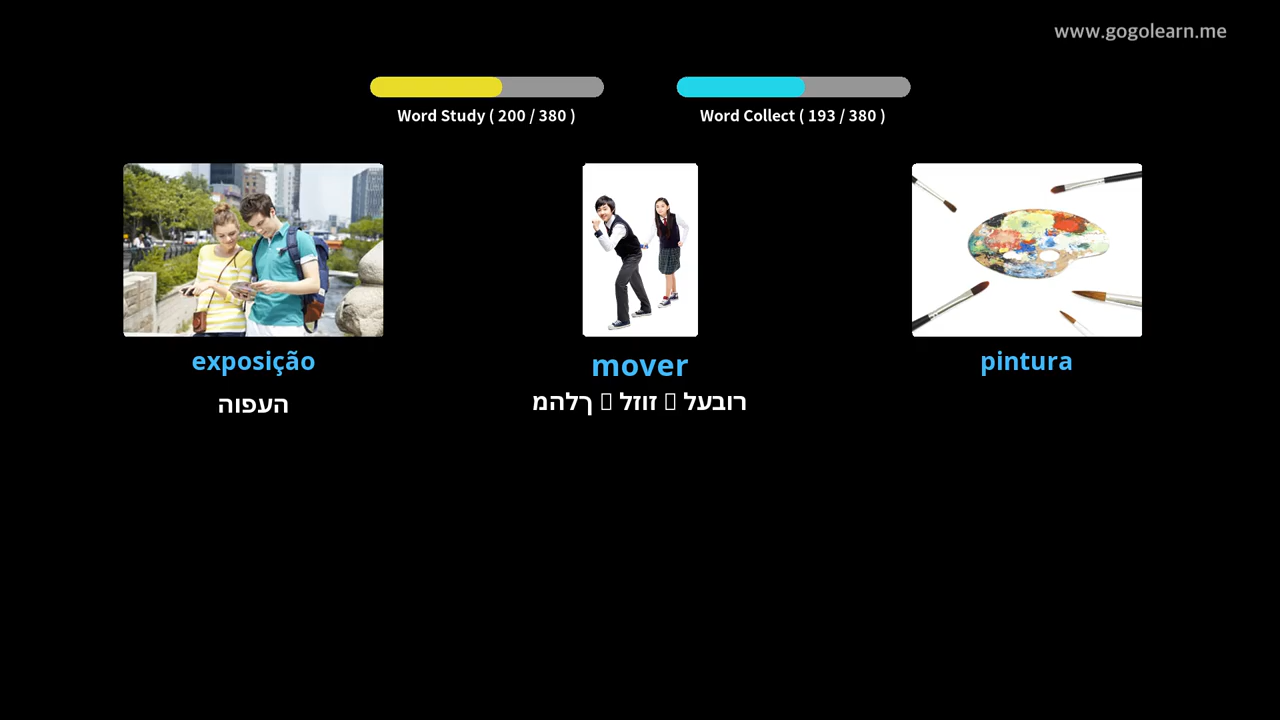 www.gogolearn.me
Word Study ( 200 / 380 )
Word Collect ( 193 / 380 )
exposição
הופעה
mover
מהלך ▯ לזוז ▯ לעבור
pintura